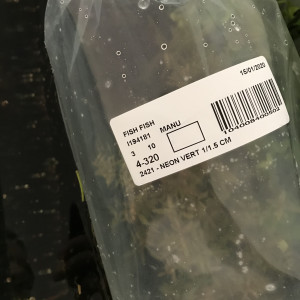 15/01/2020
FISH FISH
I194181 MANU
3 10
4-320
2421 - NEON VERT 1/1.5 CM